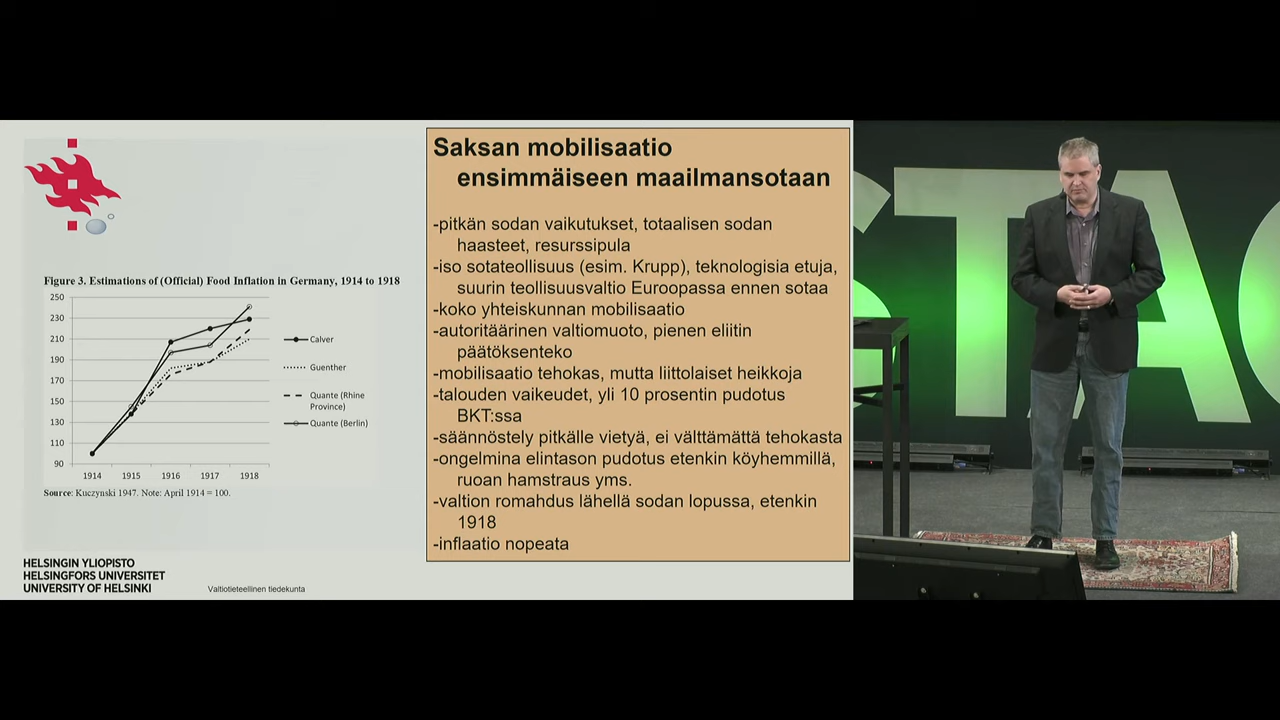 Saksan mobilisaatio
ensimmäiseen maailmansotaan
-pitkän sodan vaikutukset, totaalisen sodan
haasteet, resurssipula
-iso sotateollisuus (esim. Krupp), teknologisia etuja,
suurin teollisuusvaltio Euroopassa ennen sotaa
-koko yhteiskunnan mobilisaatio
-autoritäärinen valtiomuoto, pienen eliitin
päätöksenteko
-mobilisaatio tehokas, mutta liittolaiset heikkoja
-talouden vaikeudet, yli 10 prosentin pudotus
BKT:ssa
-säännöstely pitkälle vietyä, ei välttämättä tehokasta
-ongelmina elintason pudotus etenkin köyhemmillä,
ruoan hamstraus yms.
-valtion romahdus lähellä sodan lopussa, etenkin
1918
-inflaatio nopeata
Figure 3. Estimations of (Official) Food Inflation in Germany, 1914 to 1918
250
230
210
190
170
150
130
110
90
1914 1915 1916 1917 1918
Calver
Guenther
Quante (Rhine
Province)
Quante (Berlin)
Source: Kuczynski 1947. Note: April 1914 = 100.
HELSINGIN YLIOPISTO
HELSINGFORS UNIVERSITET
UNIVERSITY OF HELSINKI
Valtiotieteellinen tiedekunta
STA